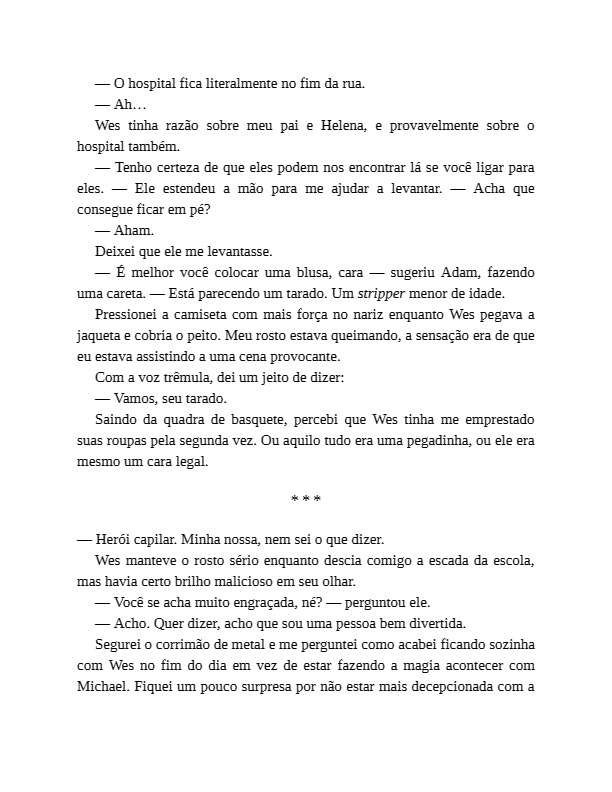 — O hospital fica literalmente no fim da rua.
— Ah…
Wes tinha razão sobre meu pai e Helena, e provavelmente sobre o
hospital também.
— Tenho certeza de que eles podem nos encontrar lá se você ligar para
eles. — Ele estendeu a mão para me ajudar a levantar. — Acha que
consegue ficar em pé?
— Aham.
Deixei que ele me levantasse.
— É melhor você colocar uma blusa, cara — sugeriu Adam, fazendo
uma careta. — Está parecendo um tarado. Um stripper menor de idade.
Pressionei a camiseta com mais força no nariz enquanto Wes pegava a
jaqueta e cobria o peito. Meu rosto estava queimando, a sensação era de que
eu estava assistindo a uma cena provocante.
Com a voz trêmula, dei um jeito de dizer:
— Vamos, seu tarado.
Saindo da quadra de basquete, percebi que Wes tinha me emprestado
suas roupas pela segunda vez. Ou aquilo tudo era uma pegadinha, ou ele era
mesmo um cara legal.
* * *
— Herói capilar. Minha nossa, nem sei o que dizer.
Wes manteve o rosto sério enquanto descia comigo a escada da escola,
mas havia certo brilho malicioso em seu olhar.
— Você se acha muito engraçada, né? — perguntou ele.
— Acho. Quer dizer, acho que sou uma pessoa bem divertida.
Segurei o corrimão de metal e me perguntei como acabei ficando sozinha
com Wes no fim do dia em vez de estar fazendo a magia acontecer com
Michael. Fiquei um pouco surpresa por não estar mais decepcionada com a